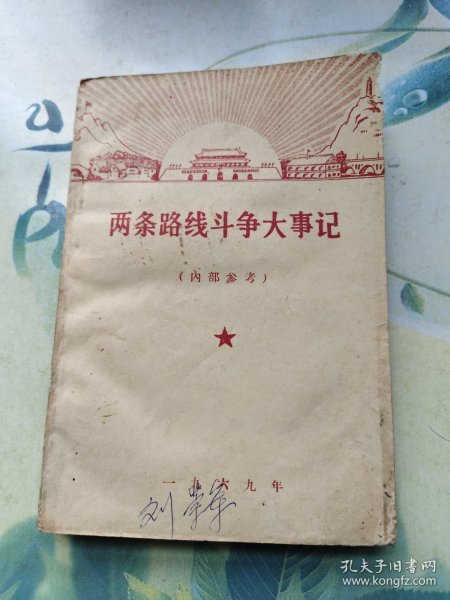 两条路线斗争大事记
(内部参考)
一九六九年
刘
孔夫子旧书网
www.kongfz.com